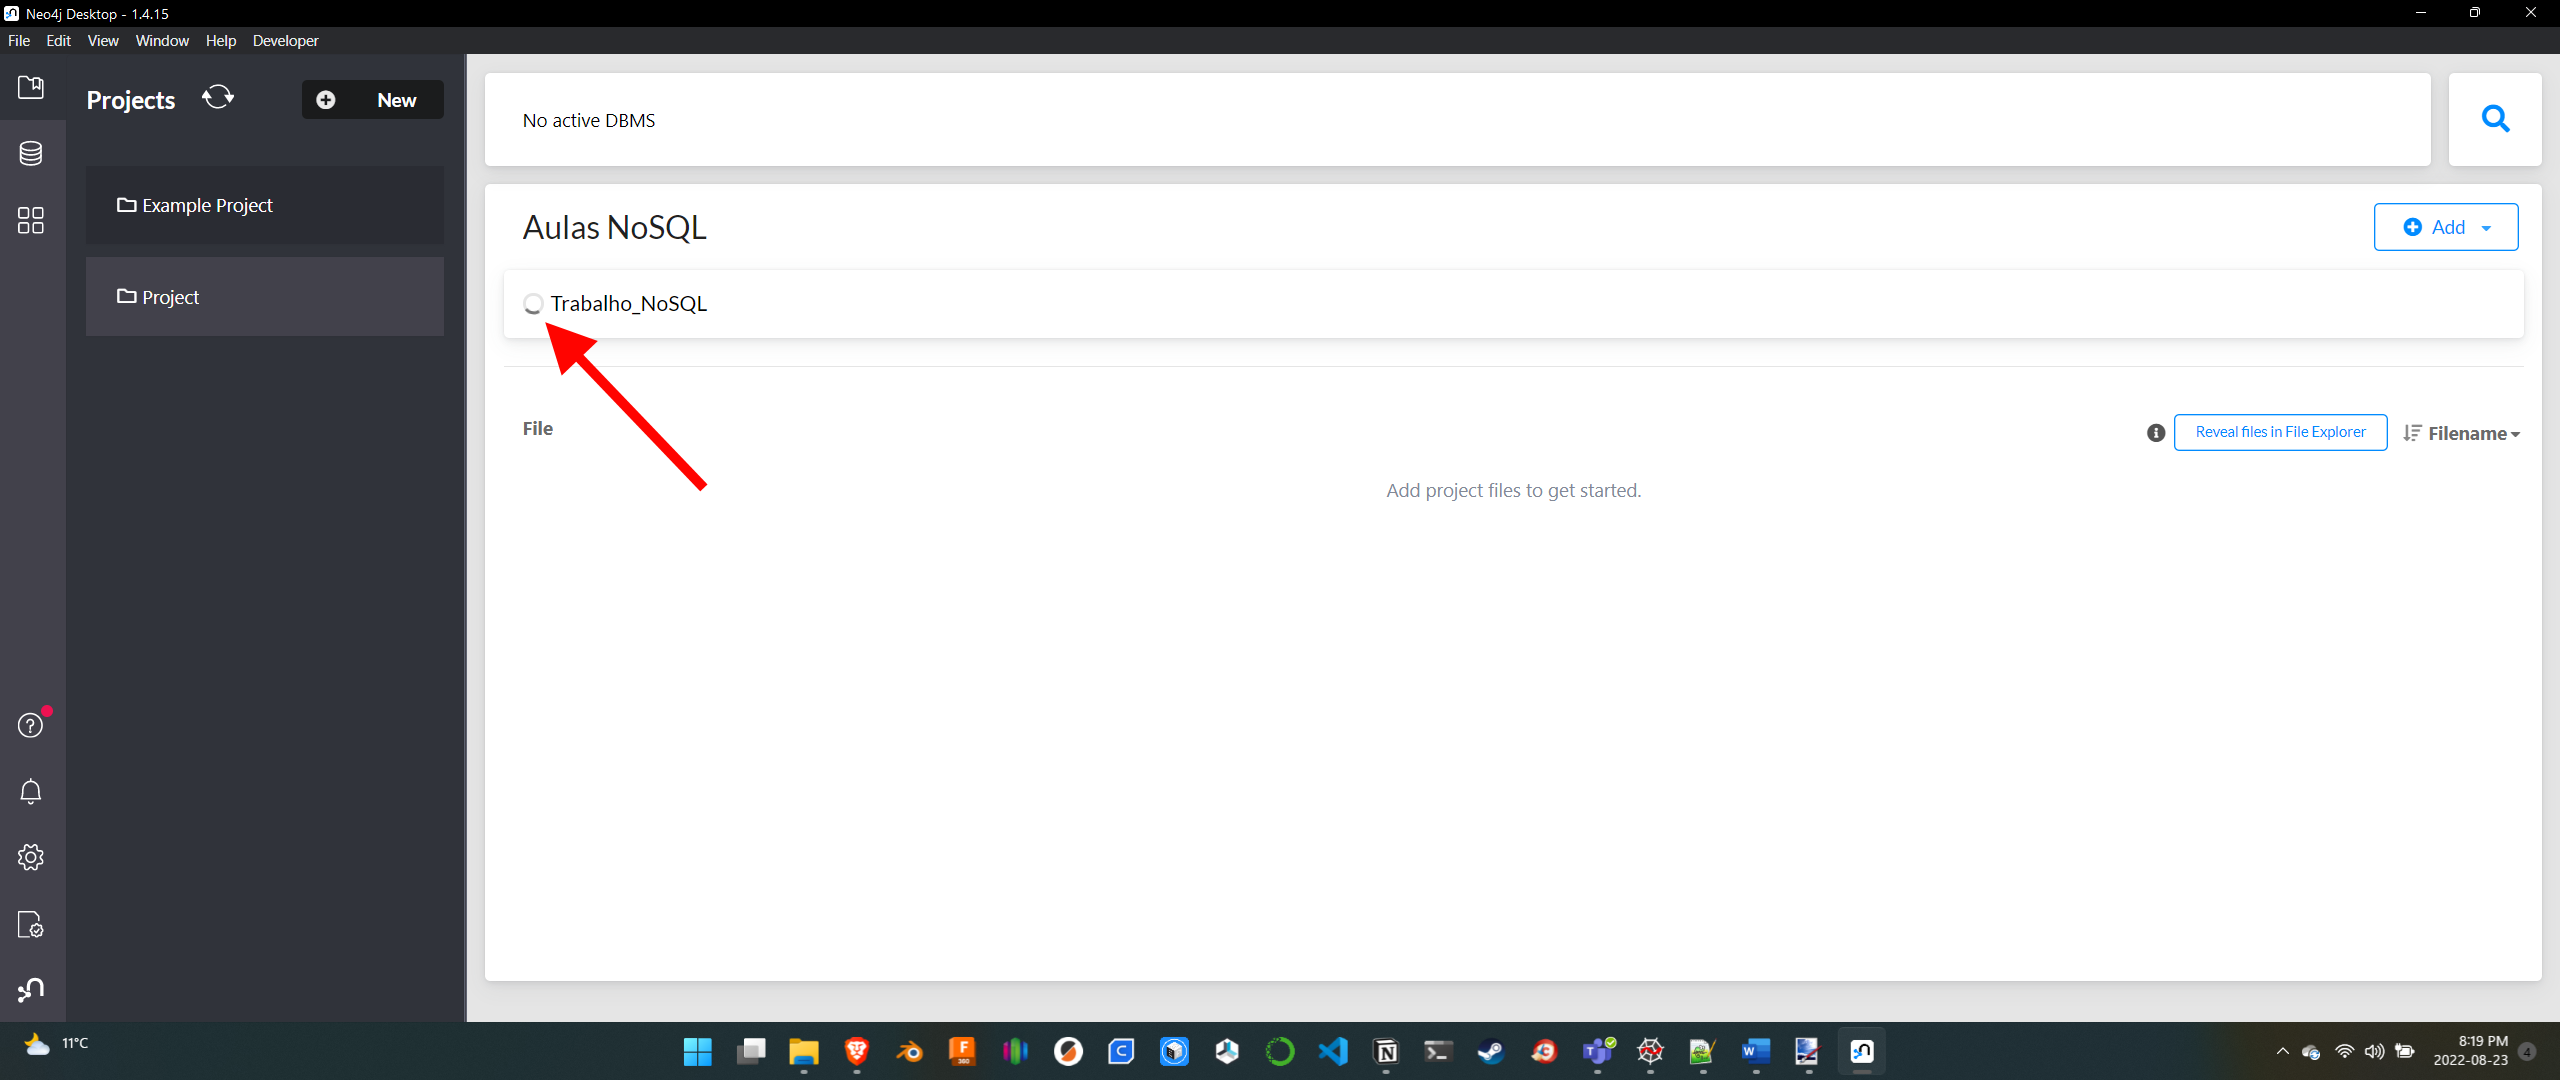 Neo4j Desktop - 1.4.15
File Edit View Window Help Developer
Projects
New
No active DBMS
Example Project
Aulas NoSQL
Add
Project
Trabalho_NoSQL
File
Reveal files in File Explorer
Filename
Add project files to get started.
11°C
F
360
C
N
W
8:19 PM
2022-08-23
4